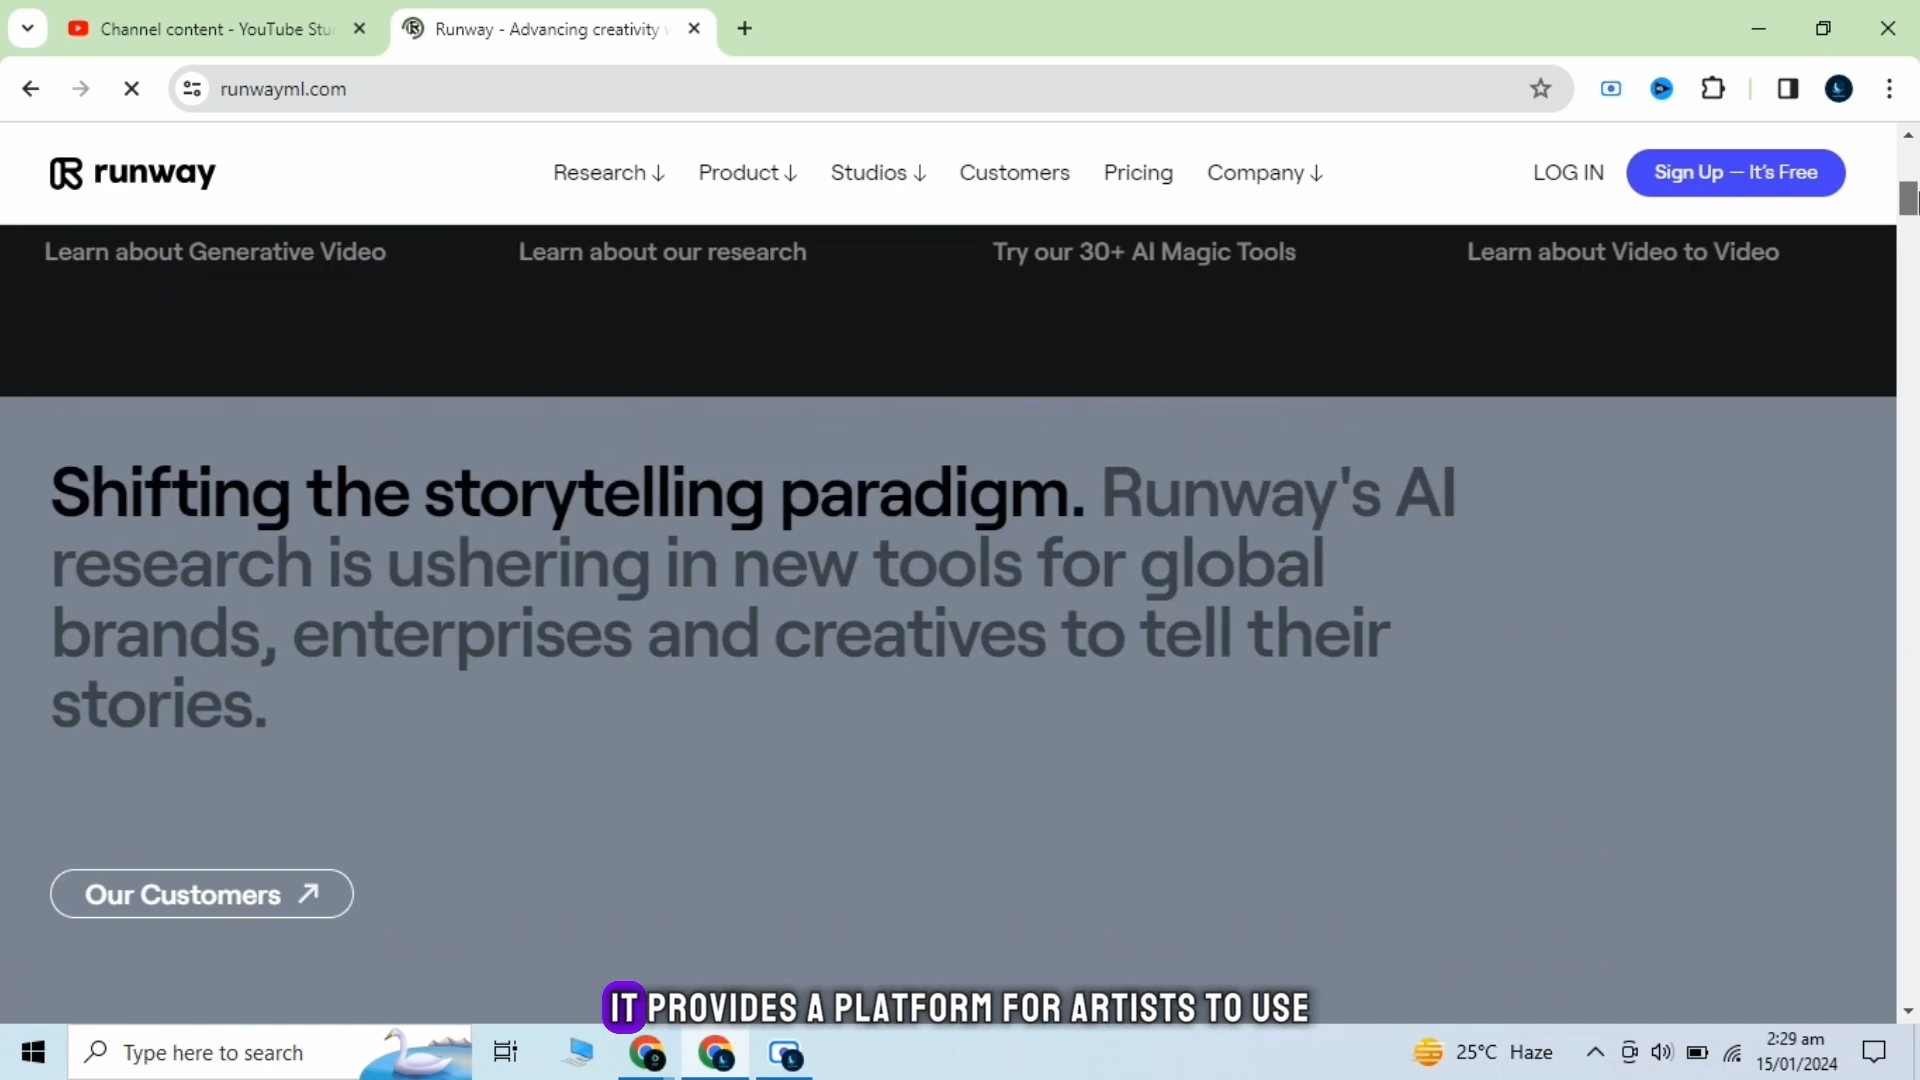 Channel content - YouTube Stu
Runway - Advancing creativity
runwayml.com
runway
Research ↓
Product ↓
Studios ↓
Customers
Pricing
Company ↓
LOG IN
Sign Up — It's Free
Learn about Generative Video
Learn about our research
Try our 30+ AI Magic Tools
Learn about Video to Video
Shifting the storytelling paradigm. Runway's AI
research is ushering in new tools for global
brands, enterprises and creatives to tell their
stories.
Our Customers ↗
IT PROVIDES A PLATFORM FOR ARTISTS TO USE
Type here to search
25°C Haze
2:29 am
15/01/2024